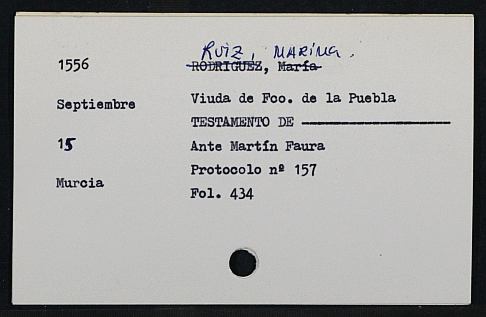 RUIZ, MARINA.
1556 RODRIGUEZ, María
Septiembre Viuda de Fco. de la Puebla
TESTAMENTO DE
15 Ante Martín Faura
Protocolo nº 157
Murcia
Fol. 434